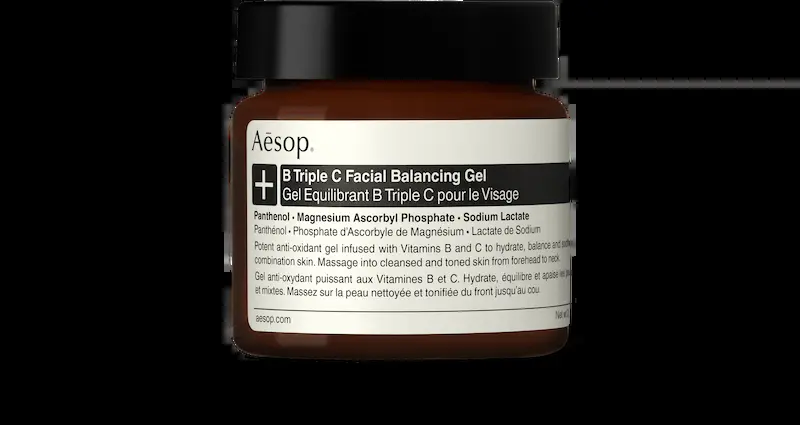 Aēsop®
B Triple C Facial Balancing Gel
Gel Equilibrant B Triple C pour le Visage
Panthenol • Magnesium Ascorbyl Phosphate • Sodium Lactate
Panthénol • Phosphate d'Ascorbyle de Magnésium • Lactate de Sodium
Potent anti-oxidant gel infused with Vitamins B and C to hydrate, balance and
combination skin. Massage into cleansed and toned skin from forehead to neck.
Gel anti-oxydant puissant aux Vitamines B et C. Hydrate, équilibre et apaise les
et mixtes. Massez sur la peau nettoyée et tonifiée du front jusqu'au cou.
aesop.com